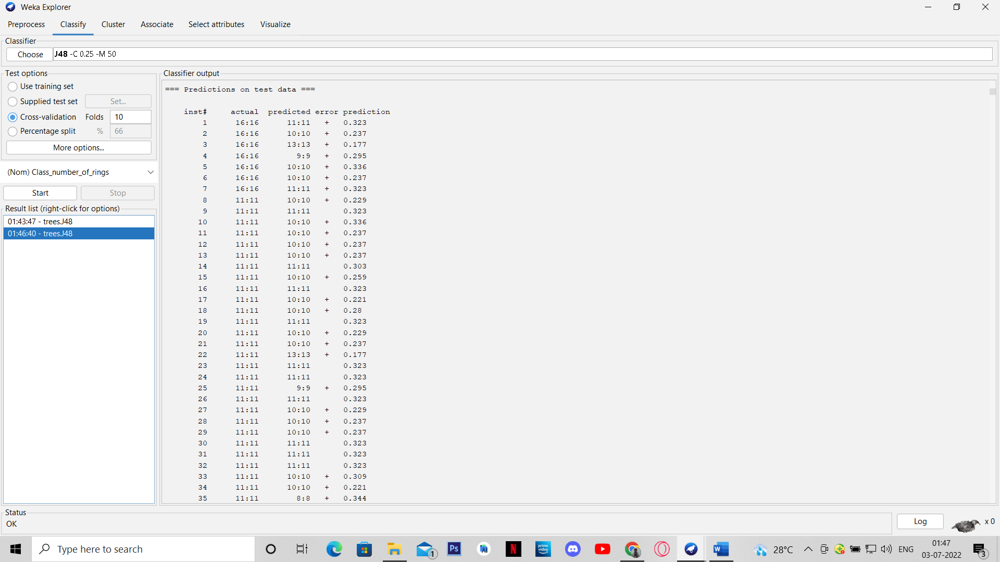 Weka Explorer
Preprocess Classify Cluster Associate Select attributes Visualize
Classifier
Choose J48 -C 0.25 -M 50
Test options
Use training set
Supplied test set Set...
Cross-validation Folds 10
Percentage split % 66
More options...
(Nom) Class_number_of_rings
Start Stop
Result list (right-click for options)
01:43:47 - trees.J48
01:46:40 - trees.J48
Classifier output
=== Predictions on test data ===
inst# actual predicted error prediction
1 16:16 11:11 + 0.323
2 16:16 10:10 + 0.237
3 16:16 13:13 + 0.177
4 16:16 9:9 + 0.295
5 16:16 10:10 + 0.336
6 16:16 10:10 + 0.237
7 16:16 11:11 + 0.323
8 11:11 10:10 + 0.229
9 11:11 11:11 0.323
10 11:11 10:10 + 0.336
11 11:11 10:10 + 0.237
12 11:11 10:10 + 0.237
13 11:11 10:10 + 0.237
14 11:11 11:11 0.303
15 11:11 10:10 + 0.259
16 11:11 11:11 0.323
17 11:11 10:10 + 0.221
18 11:11 10:10 + 0.28
19 11:11 11:11 0.323
20 11:11 10:10 + 0.229
21 11:11 10:10 + 0.237
22 11:11 13:13 + 0.177
23 11:11 11:11 0.323
24 11:11 11:11 0.323
25 11:11 9:9 + 0.295
26 11:11 11:11 0.323
27 11:11 10:10 + 0.229
28 11:11 10:10 + 0.237
29 11:11 10:10 + 0.237
30 11:11 11:11 0.323
31 11:11 11:11 0.323
32 11:11 11:11 0.323
33 11:11 10:10 + 0.309
34 11:11 10:10 + 0.221
35 11:11 8:8 + 0.344
Status
OK
Log x 0
Type here to search
1
Ps
N
prime video
W
28°C
ENG
01:47
03-07-2022
3